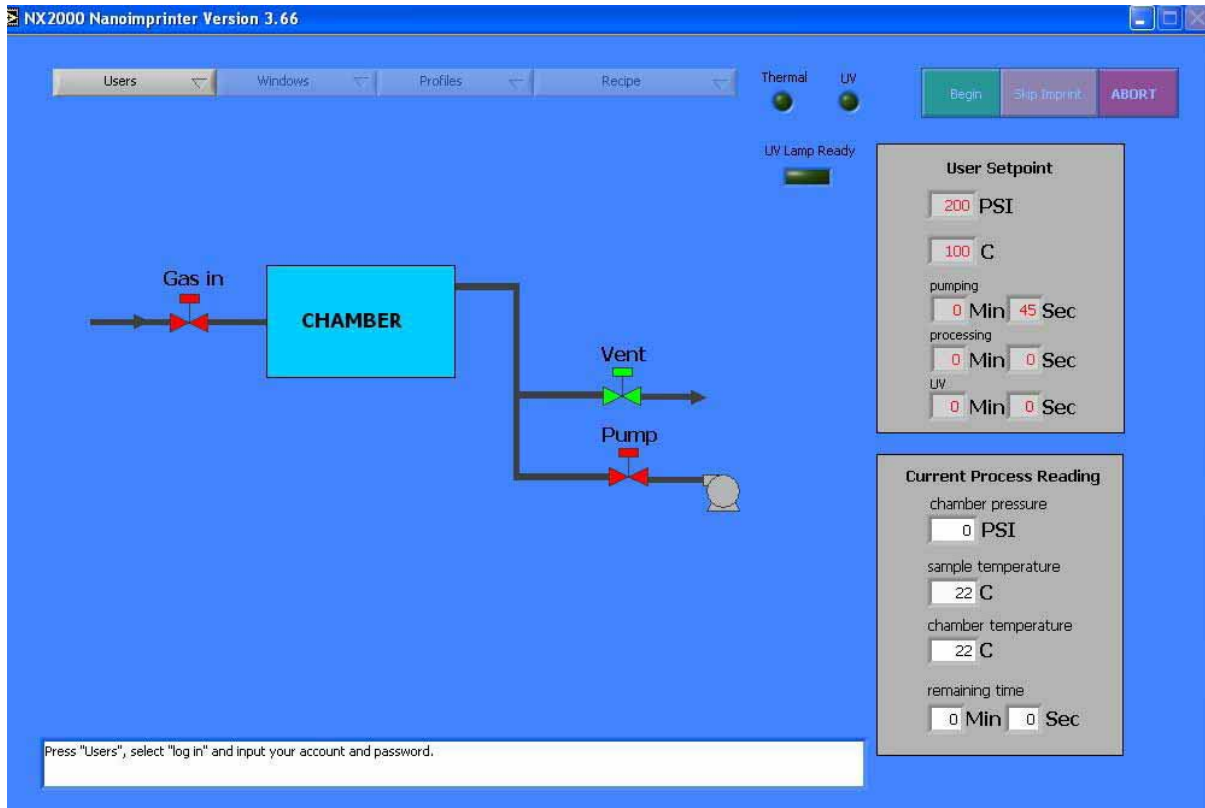 NX2000 Nanoimprinter Version 3.66
Users
Windows
Profiles
Recipe
Thermal
UV
Begin
Skip Imprint
ABORT
UV Lamp Ready
User Setpoint
200 PSI
100 C
pumping
0 Min 45 Sec
processing
0 Min 0 Sec
UV
0 Min 0 Sec
Gas in
CHAMBER
Vent
Pump
Current Process Reading
chamber pressure
0 PSI
sample temperature
22 C
chamber temperature
22 C
remaining time
0 Min 0 Sec
Press "Users", select "log in" and input your account and password.